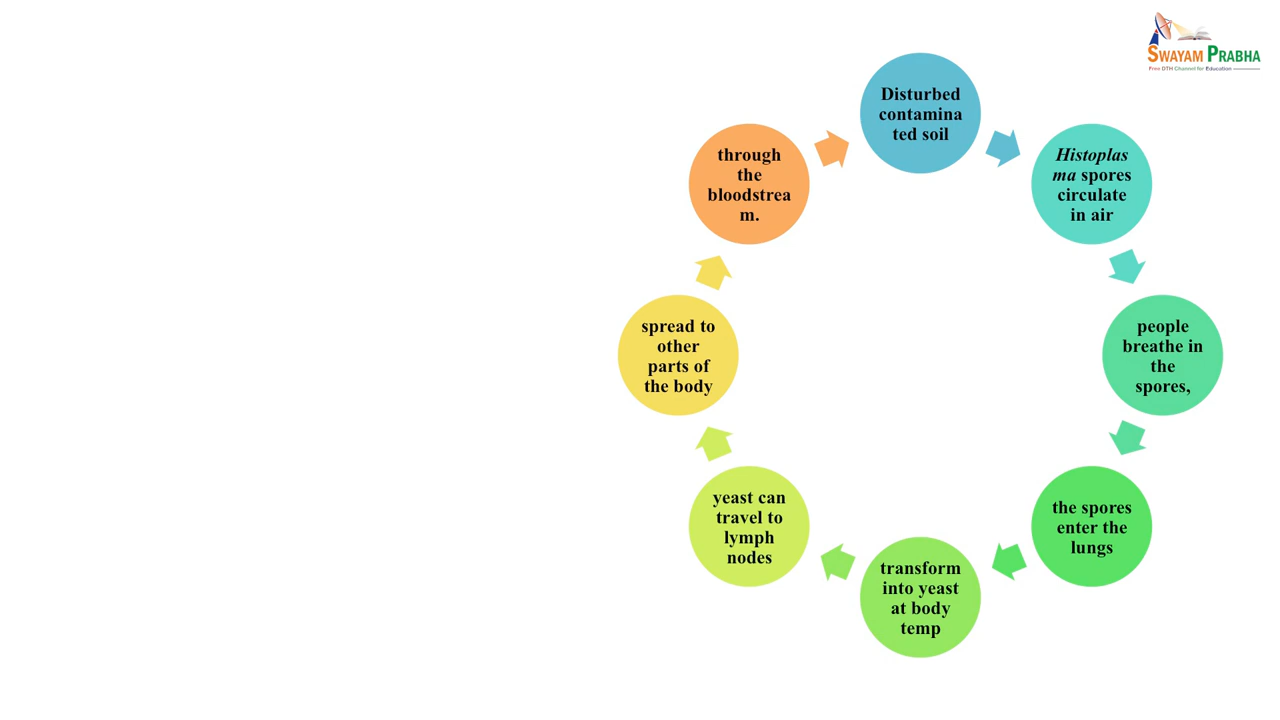 SWAYAM PRABHA
Free DTH Channel for Education
Disturbed
contamina
ted soil
Histoplas
ma spores
circulate
in air
people
breathe in
the
spores,
the spores
enter the
lungs
transform
into yeast
at body
temp
yeast can
travel to
lymph
nodes
spread to
other
parts of
the body
through
the
bloodstrea
m.